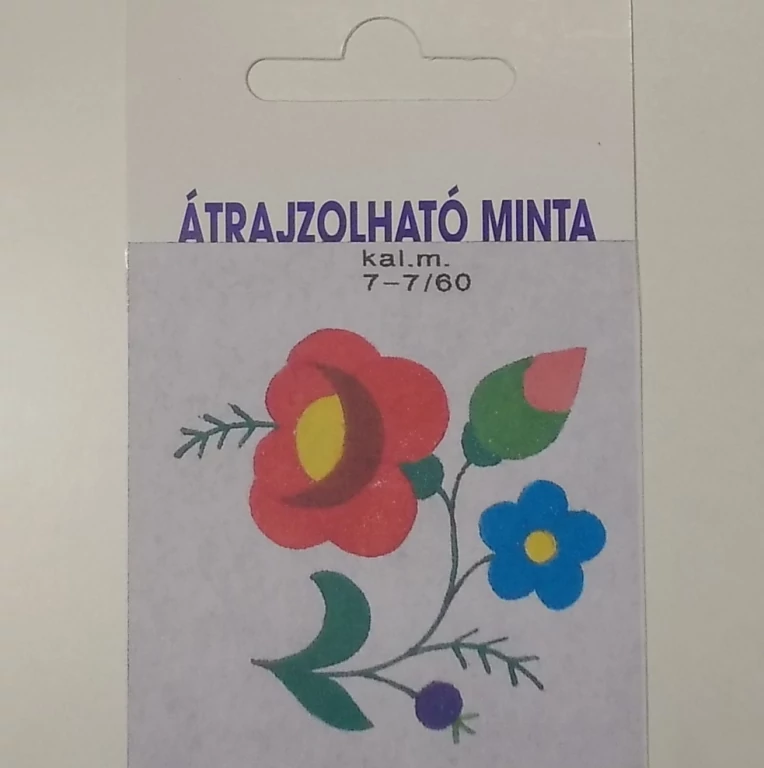 ÁTRAJZOLHATÓ MINTA
kal.m.
7-7/60